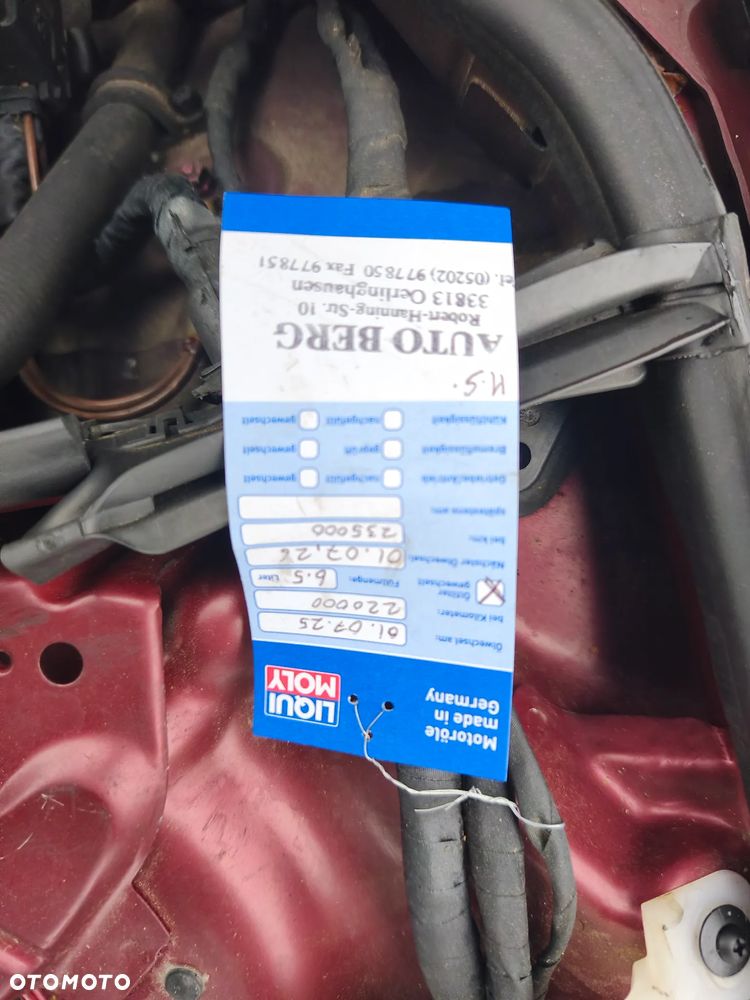 Motoröle
made in
Germany
LIQUI
MOLY
Ölwechsel am: 01.07.25
bei Kilometer: 220000
Ölfilter gewechselt X Füllmenge: 6.5 Liter
Nächster Ölwechsel: 01.07.26
bei km: 235000
spätestens am:
Getriebe/Antrieb nachgefüllt gewechselt
Bremsflüssigkeit geprüft gewechselt
Kühlflüssigkeit nachgefüllt gewechselt
H.S.
AUTO BERG
Robert-Hanning-Str. 10
33813 Oerlinghausen
Tel. (05202) 977850 Fax 977851
OTOMOTO